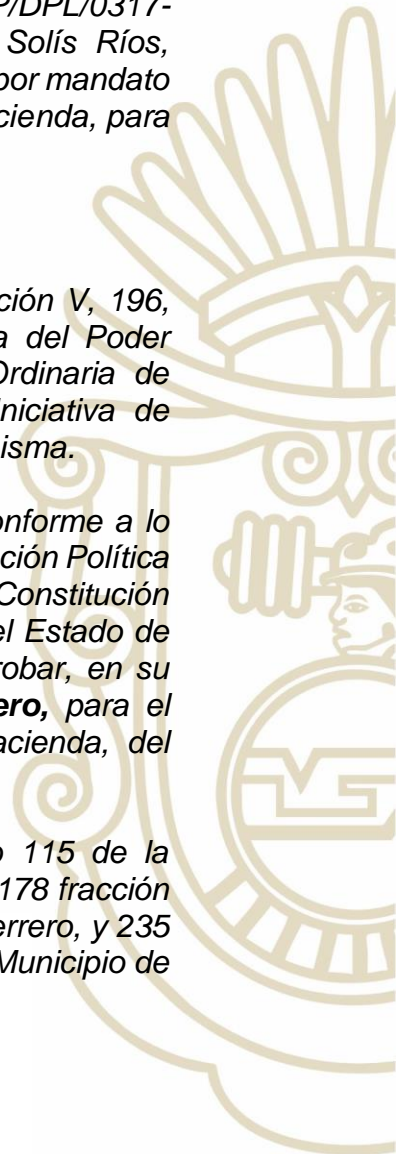 P/DPL/0317-
Solís Ríos,
por mandato
cienda, para
ción V, 196,
a del Poder
Ordinaria de
Iniciativa de
isma.
onforme a lo
ción Política
Constitución
el Estado de
robar, en su
ero, para el
acienda, del
o 115 de la
178 fracción
errero, y 235
Municipio de